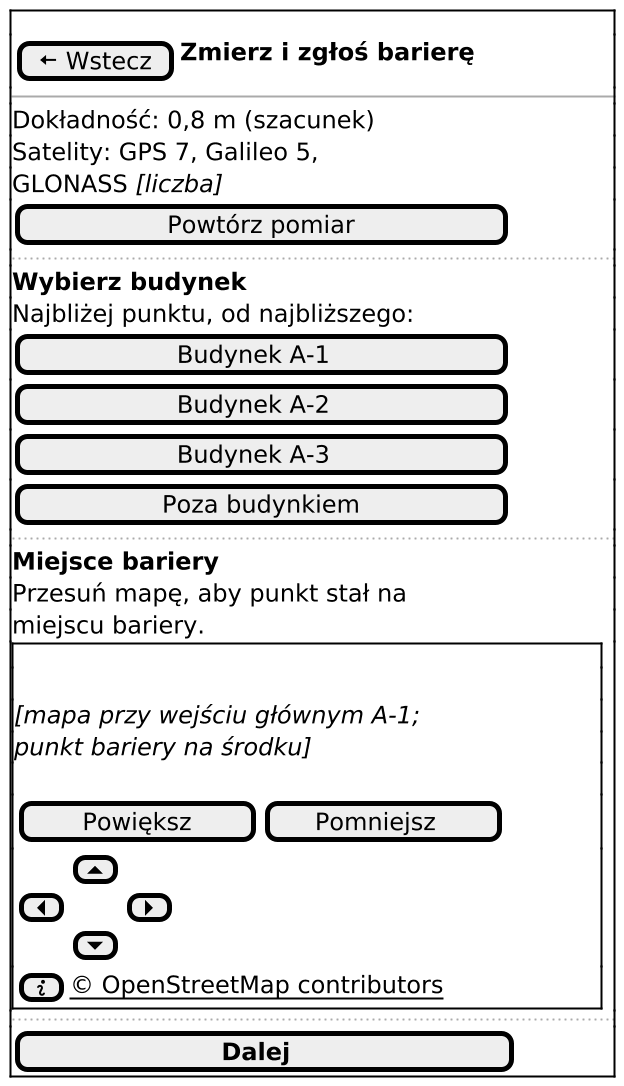 ← Wstecz Zmierz i zgłoś barierę
Dokładność: 0,8 m (szacunek)
Satelity: GPS 7, Galileo 5,
GLONASS [liczba]
Powtórz pomiar
Wybierz budynek
Najbliżej punktu, od najbliższego:
Budynek A-1
Budynek A-2
Budynek A-3
Poza budynkiem
Miejsce bariery
Przesuń mapę, aby punkt stał na
miejscu bariery.
[mapa przy wejściu głównym A-1;
punkt bariery na środku]
Powiększ Pomniejsz
i © OpenStreetMap contributors
Dalej